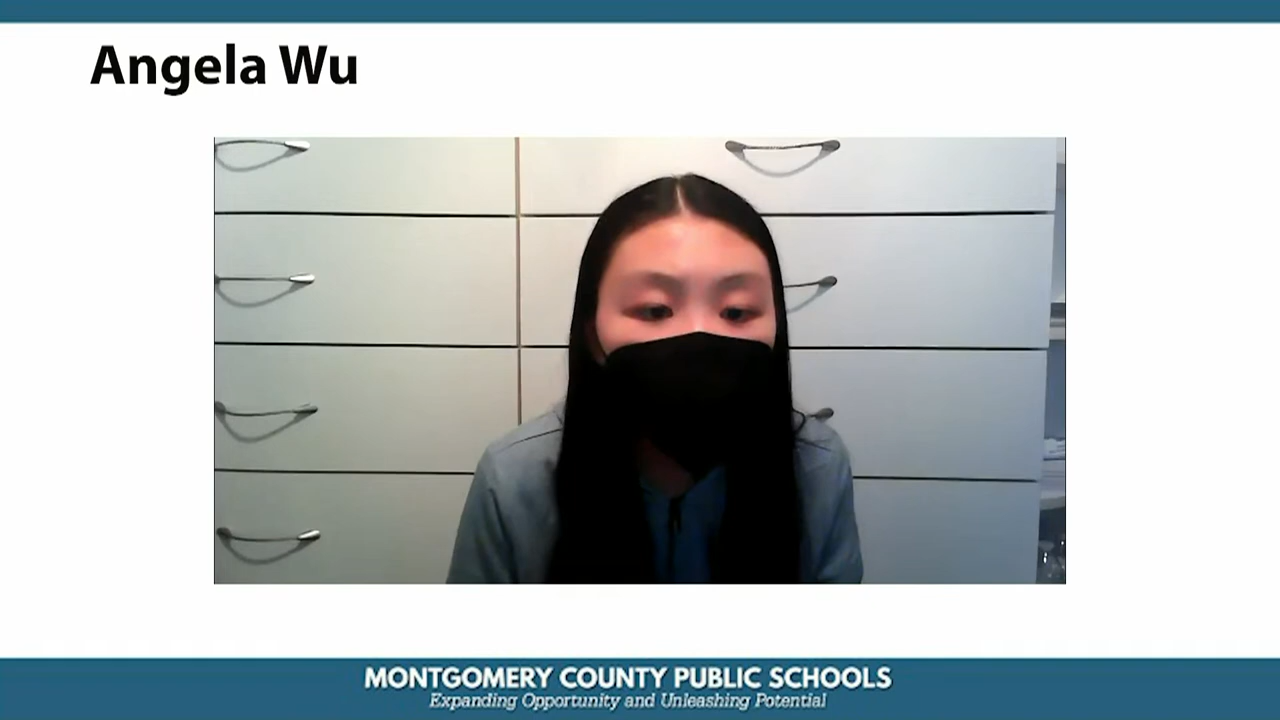 Angela Wu
MONTGOMERY COUNTY PUBLIC SCHOOLS
Expanding Opportunity and Unleashing Potential